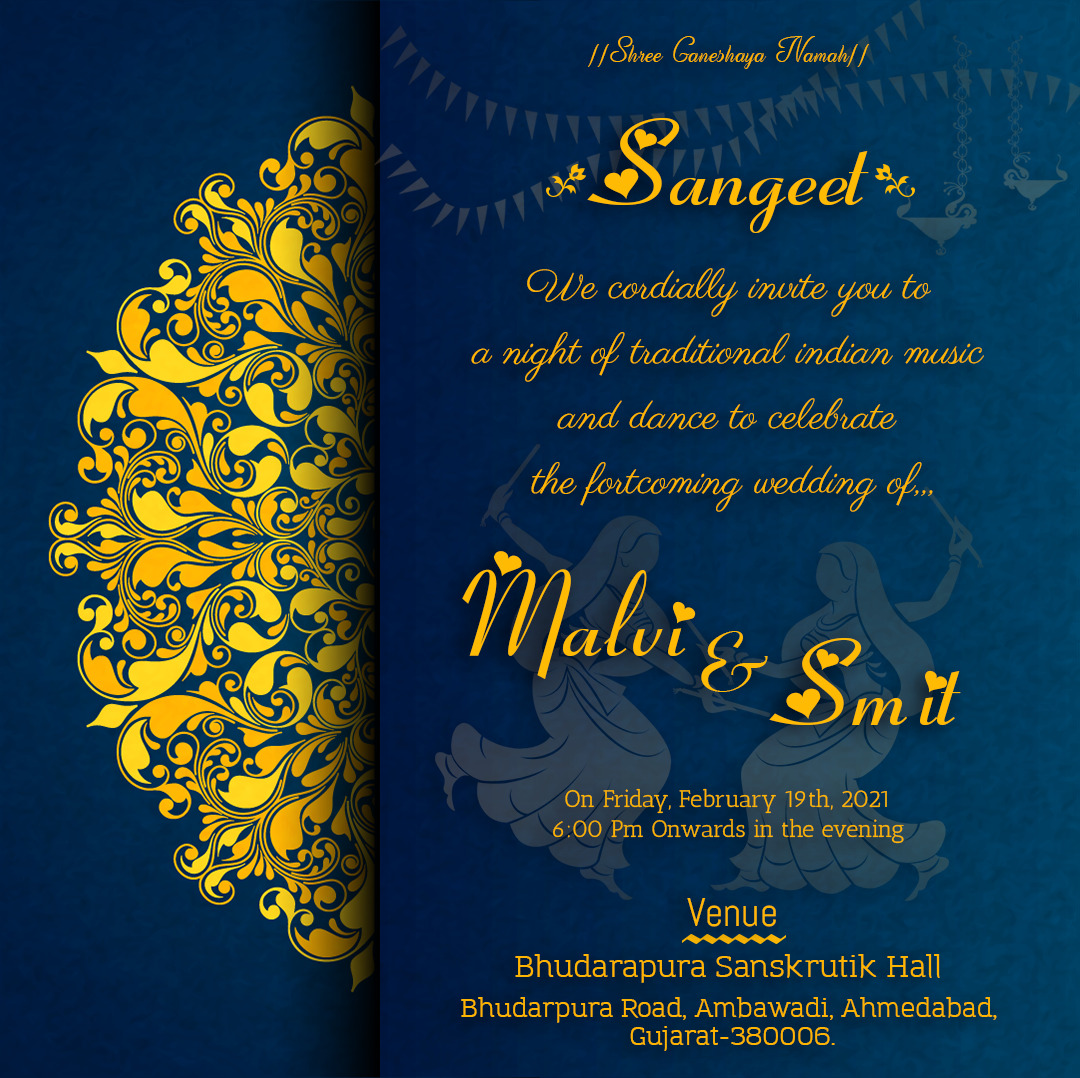 //Shree Ganeshaya Namah//
Sangeet
We cordially invite you to
a night of traditional indian music
and dance to celebrate
the fortcoming wedding of,,,
Malvi & Smit
On Friday, February 19th, 2021
6:00 Pm Onwards in the evening
Venue
Bhudarapura Sanskrutik Hall
Bhudarpura Road, Ambawadi, Ahmedabad,
Gujarat-380006.